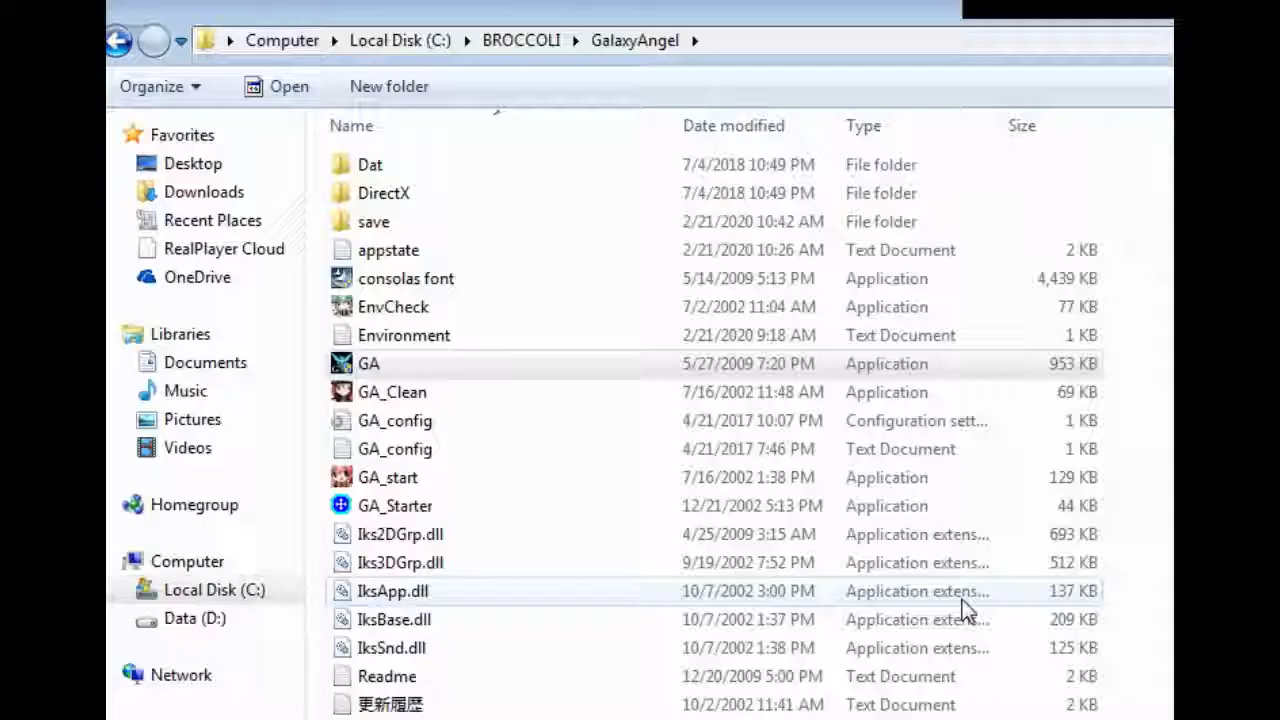 Computer Local Disk (C:) BROCCOLI GalaxyAngel
Organize Open New folder
Favorites
Desktop
Downloads
Recent Places
RealPlayer Cloud
OneDrive
Libraries
Documents
Music
Pictures
Videos
Homegroup
Computer
Local Disk (C:)
Data (D:)
Network
Name Date modified Type Size
Dat 7/4/2018 10:49 PM File folder
DirectX 7/4/2018 10:49 PM File folder
save 2/21/2020 10:42 AM File folder
appstate 2/21/2020 10:26 AM Text Document 2 KB
consolas font 5/14/2009 5:13 PM Application 4,439 KB
EnvCheck 7/2/2002 11:04 AM Application 77 KB
Environment 2/21/2020 9:18 AM Text Document 1 KB
GA 5/27/2009 7:20 PM Application 953 KB
GA_Clean 7/16/2002 11:48 AM Application 69 KB
GA_config 4/21/2017 10:07 PM Configuration sett... 1 KB
GA_config 4/21/2017 7:46 PM Text Document 1 KB
GA_start 7/16/2002 1:38 PM Application 129 KB
GA_Starter 12/21/2002 5:13 PM Application 44 KB
Iks2DGrp.dll 4/25/2009 3:15 AM Application extens... 693 KB
Iks3DGrp.dll 9/19/2002 7:52 PM Application extens... 512 KB
IksApp.dll 10/7/2002 3:00 PM Application extens... 137 KB
IksBase.dll 10/7/2002 1:37 PM Application extens... 209 KB
IksSnd.dll 10/7/2002 1:38 PM Application extens... 125 KB
Readme 12/20/2009 5:00 PM Text Document 2 KB
更新履歴 10/2/2002 11:41 AM Text Document 2 KB